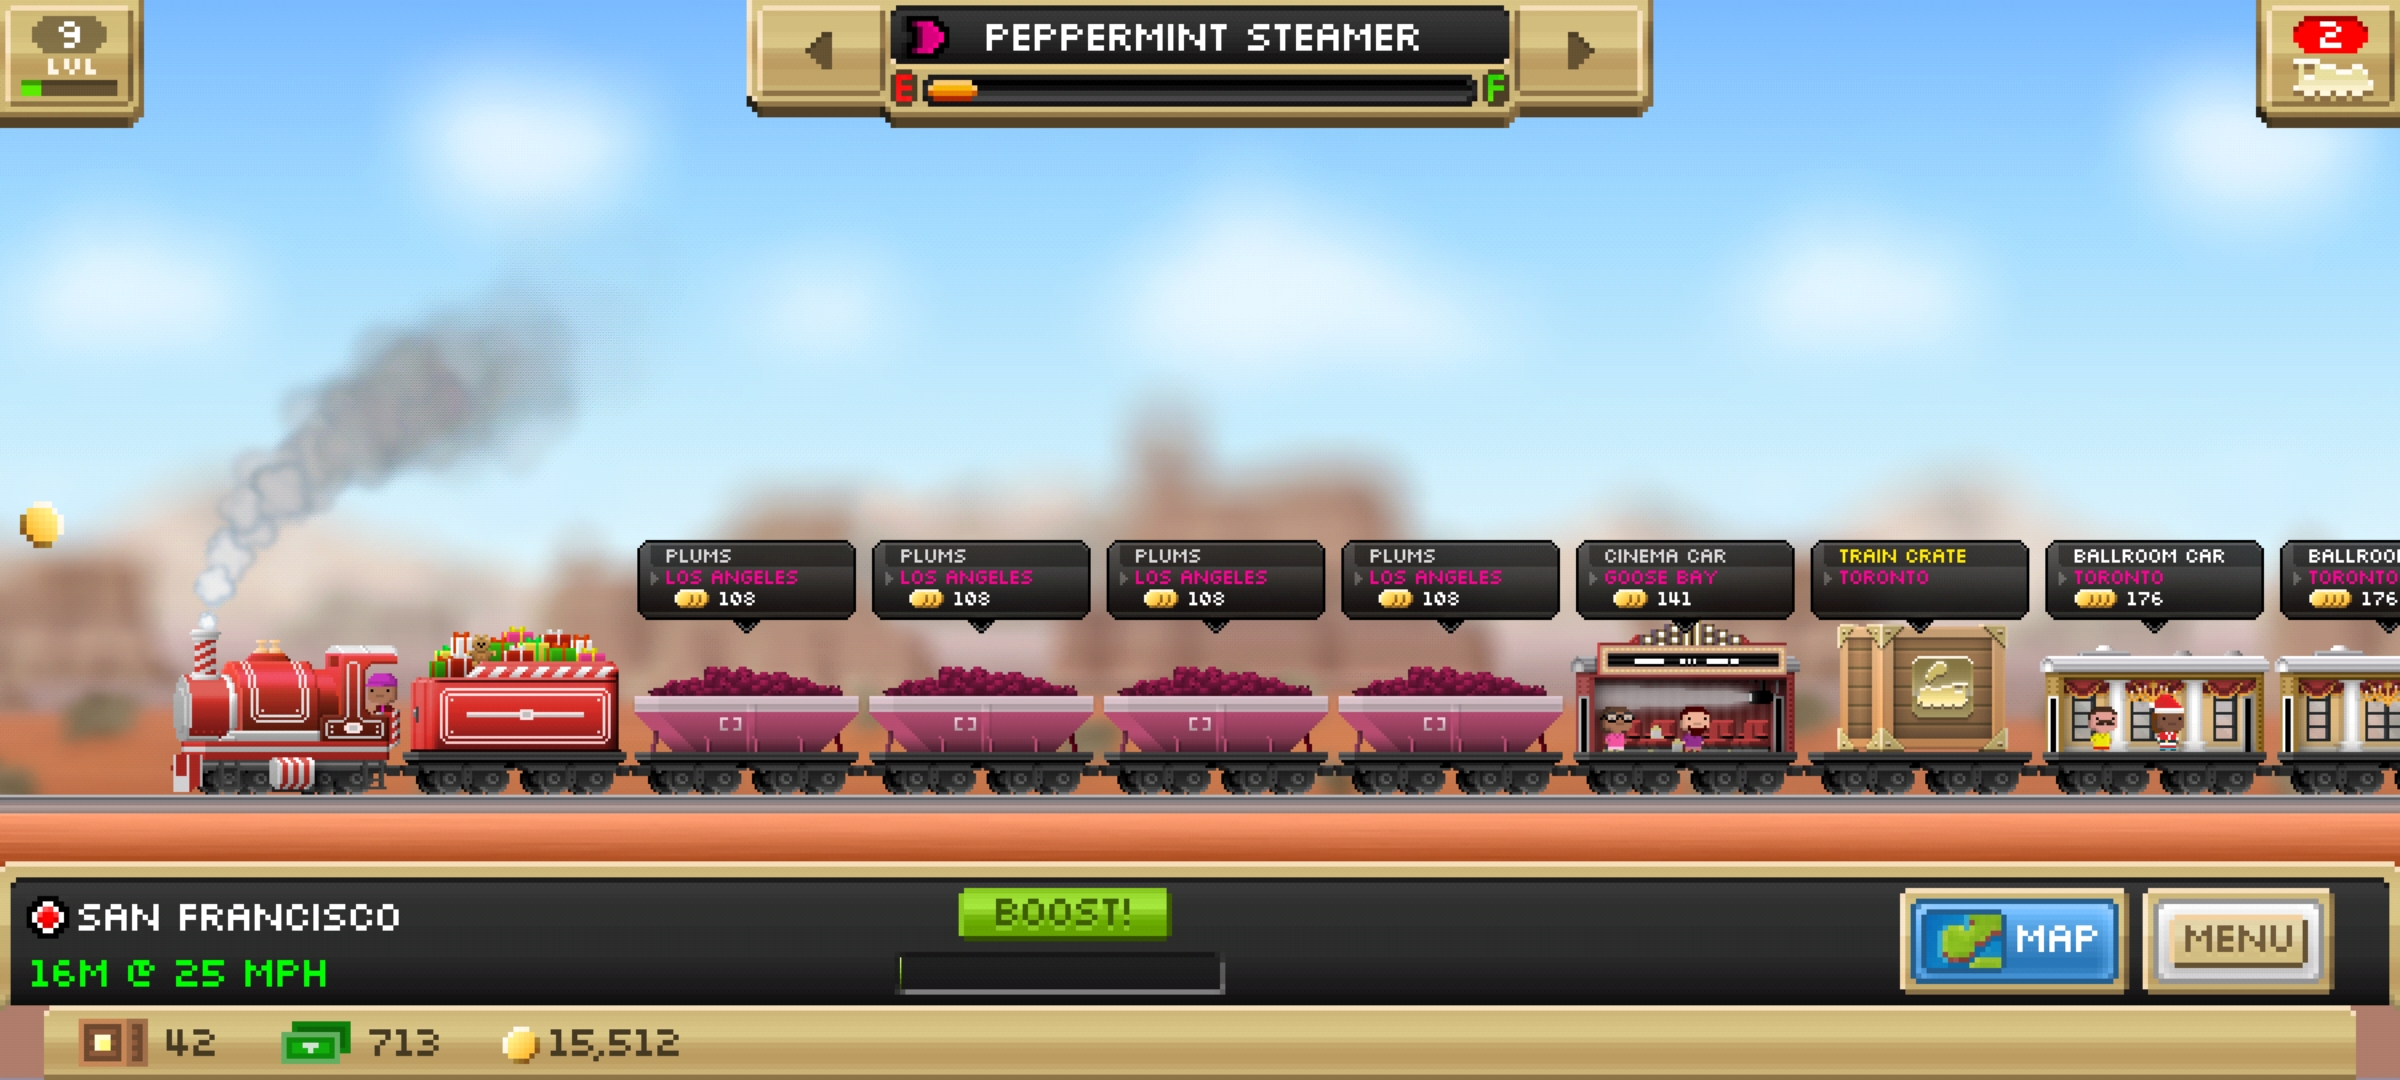 9
LVL
PEPPERMINT STEAMER
E F
2
PLUMS
LOS ANGELES
108
PLUMS
LOS ANGELES
108
PLUMS
LOS ANGELES
108
PLUMS
LOS ANGELES
108
CINEMA CAR
GOOSE BAY
141
TRAIN CRATE
TORONTO
BALLROOM CAR
TORONTO
176
BALLROO
TORONTO
176
SAN FRANCISCO
16M @ 25 MPH
BOOST!
MAP
MENU
42
713
15,512